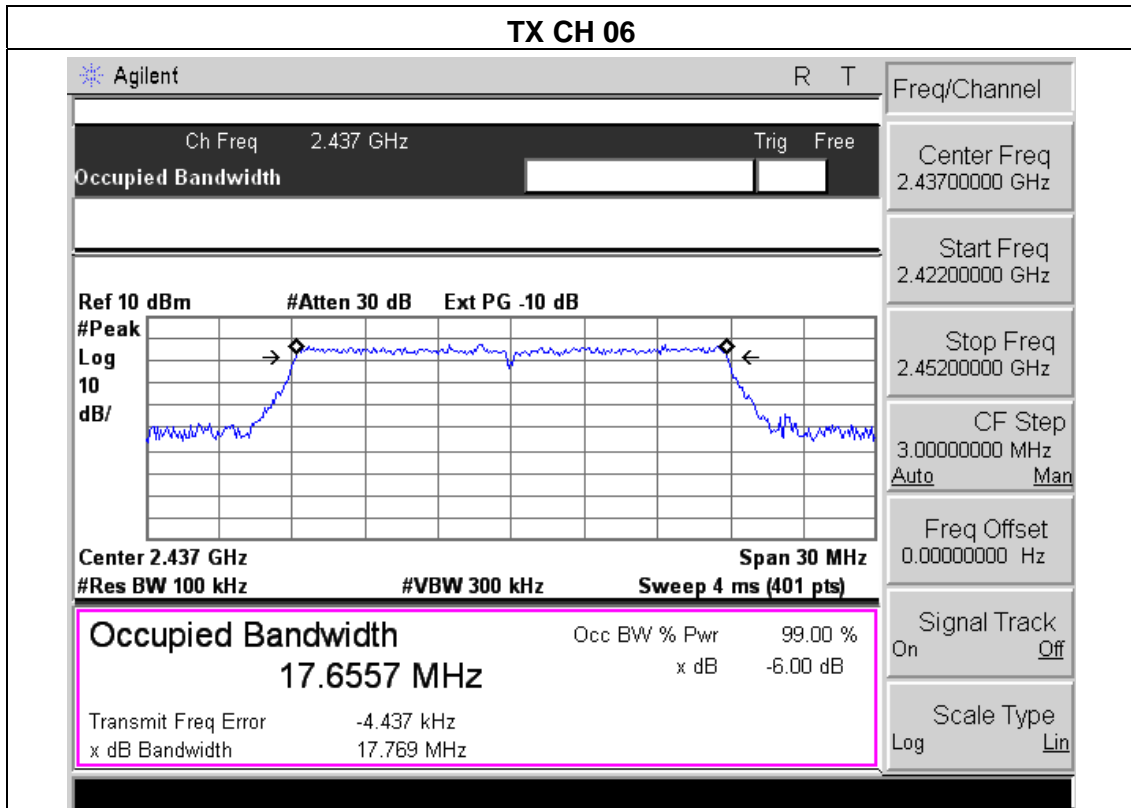 TX CH 06
Agilent R T
Freq/Channel
Ch Freq 2.437 GHz Trig Free
Occupied Bandwidth
Center Freq
2.43700000 GHz
Start Freq
2.42200000 GHz
Stop Freq
2.45200000 GHz
CF Step
3.00000000 MHz
Auto Man
Freq Offset
0.00000000 Hz
Signal Track
On Off
Scale Type
Log Lin
Ref 10 dBm #Atten 30 dB Ext PG -10 dB
#Peak
Log
10
dB/
Center 2.437 GHz Span 30 MHz
#Res BW 100 kHz #VBW 300 kHz Sweep 4 ms (401 pts)
Occupied Bandwidth Occ BW % Pwr 99.00 %
17.6557 MHz x dB -6.00 dB
Transmit Freq Error -4.437 kHz
x dB Bandwidth 17.769 MHz